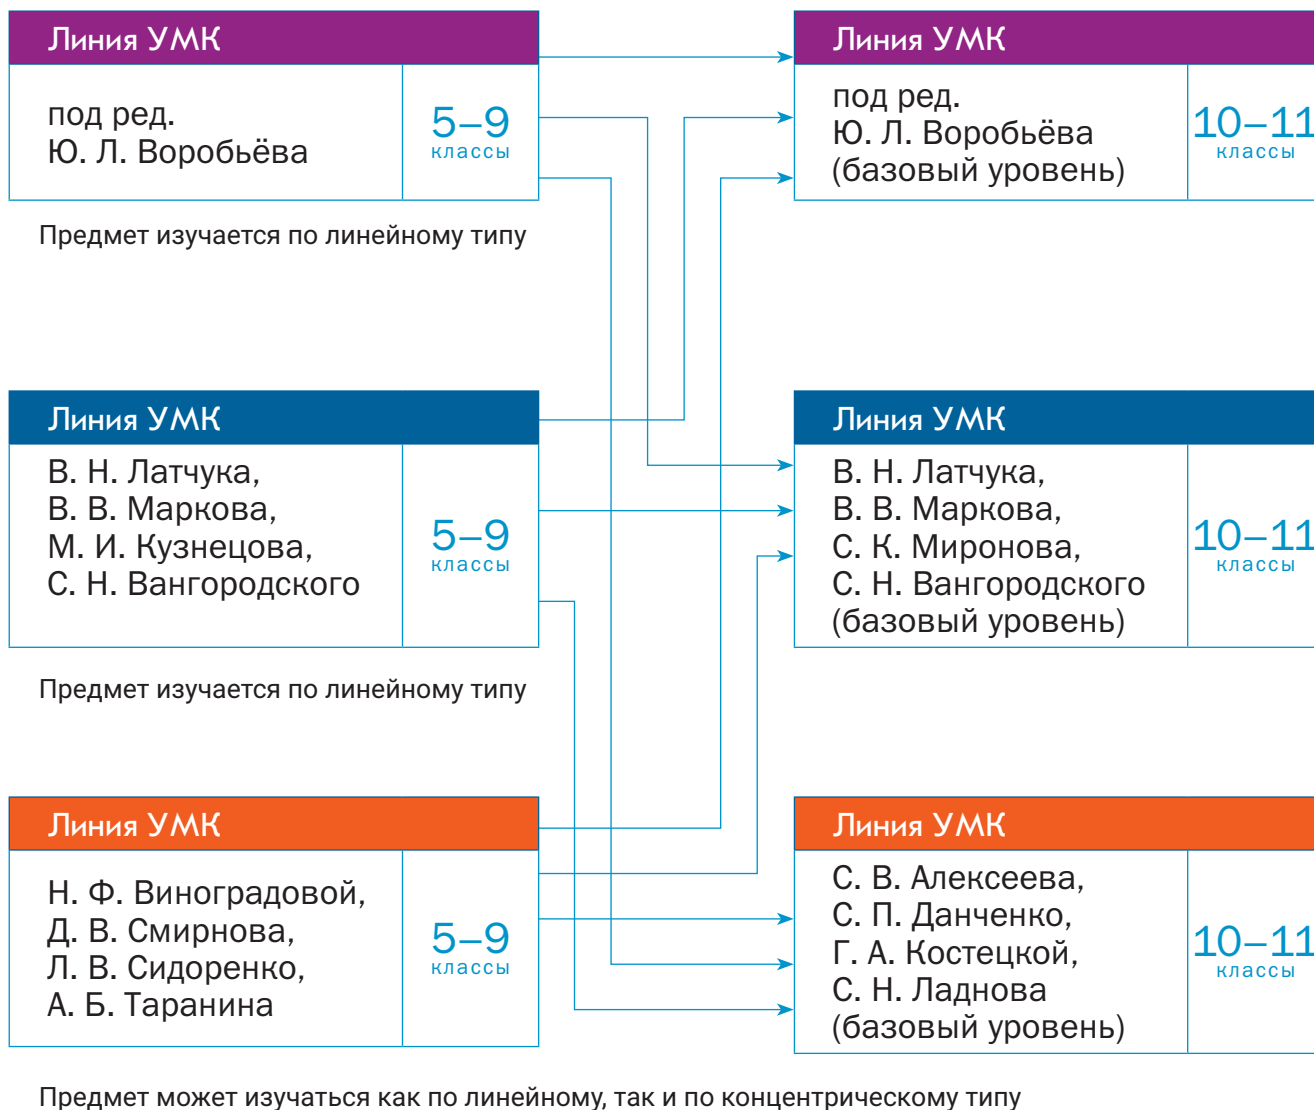 Линия УМК
под ред.
Ю. Л. Воробьёва
5–9
классы
Предмет изучается по линейному типу
Линия УМК
под ред.
Ю. Л. Воробьёва
(базовый уровень)
10–11
классы
Линия УМК
В. Н. Латчука,
В. В. Маркова,
М. И. Кузнецова,
С. Н. Вангородского
5–9
классы
Предмет изучается по линейному типу
Линия УМК
В. Н. Латчука,
В. В. Маркова,
С. К. Миронова,
С. Н. Вангородского
(базовый уровень)
10–11
классы
Линия УМК
Н. Ф. Виноградовой,
Д. В. Смирнова,
Л. В. Сидоренко,
А. Б. Таранина
5–9
классы
Линия УМК
С. В. Алексеева,
С. П. Данченко,
Г. А. Костецкой,
С. Н. Ладнова
(базовый уровень)
10–11
классы
Предмет может изучаться как по линейному, так и по концентрическому типу